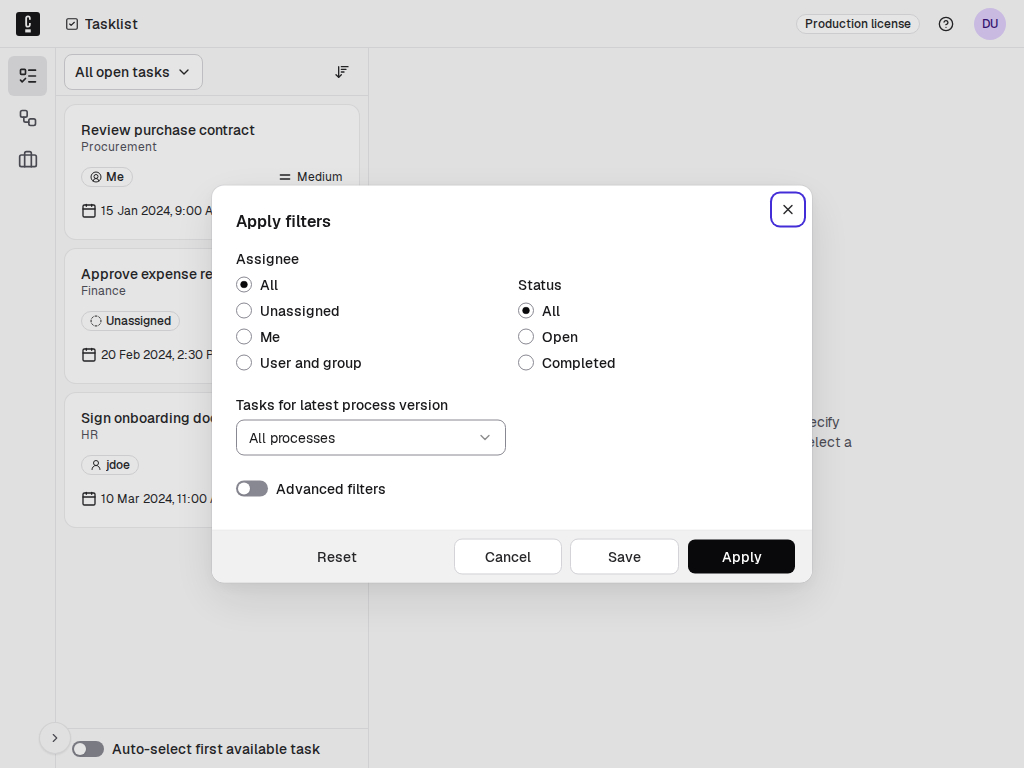 Tasklist
Production license
DU
All open tasks
Review purchase contract
Procurement
Me
Medium
15 Jan 2024, 9:00 A
Approve expense re
Finance
Unassigned
20 Feb 2024, 2:30 P
Sign onboarding doc
HR
jdoe
10 Mar 2024, 11:00 A
Apply filters
Assignee
All
Unassigned
Me
User and group
Status
All
Open
Completed
Tasks for latest process version
All processes
Advanced filters
Reset
Cancel
Save
Apply
ecify
elect a
Auto-select first available task